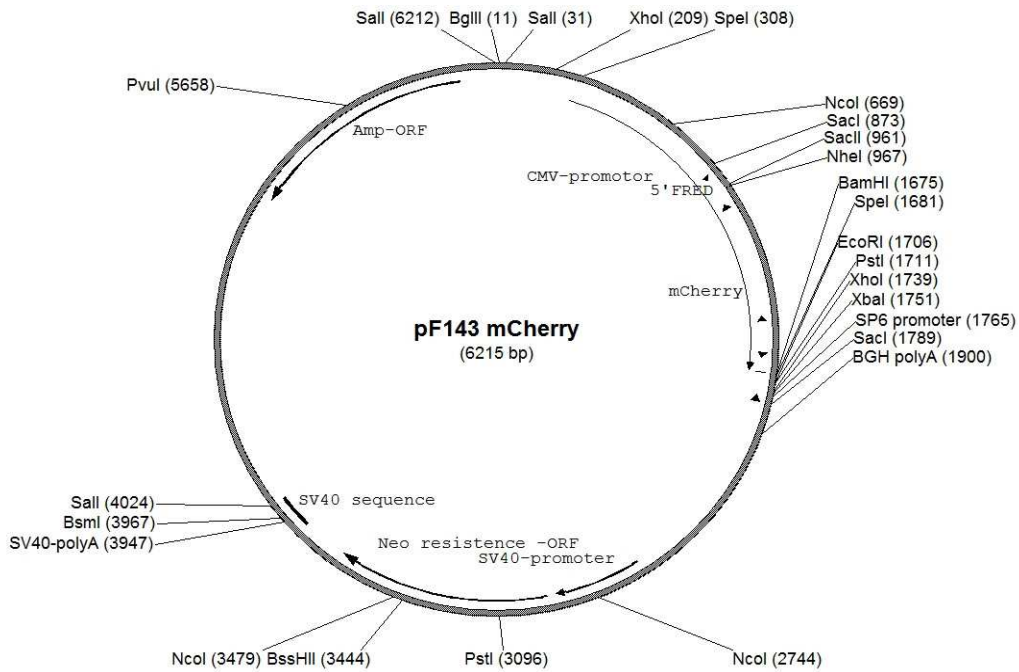 SalI (6212) BglII (11) SalI (31) XhoI (209) SpeI (308)
PvuI (5658)
NcoI (669)
Amp-ORF
SacI (873)
SacII (961)
NheI (967)
CMV-promotor
5'FRED
BamHI (1675)
SpeI (1681)
EcoRI (1706)
PstI (1711)
XhoI (1739)
mCherry
XbaI (1751)
SP6 promoter (1765)
pF143 mCherry
SacI (1789)
(6215 bp)
BGH polyA (1900)
SalI (4024)
SV40 sequence
BsmI (3967)
SV40-polyA (3947)
Neo resistence -ORF
SV40-promoter
NcoI (3479) BssHII (3444) PstI (3096) NcoI (2744)